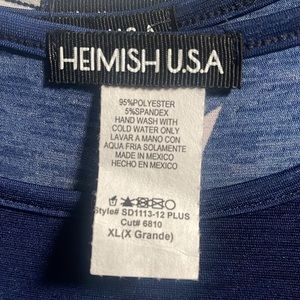 U.S.A
HEIMISH U.S.A
95%POLYESTER
5%SPANDEX
HAND WASH WITH
COLD WATER ONLY
LAVAR A MANO CON
AQUA FRIA SOLAMENTE
MADE IN MEXICO
HECHO EN MEXICO
Style# SD1113-12 PLUS
Cut# 6810
XL(X Grande)